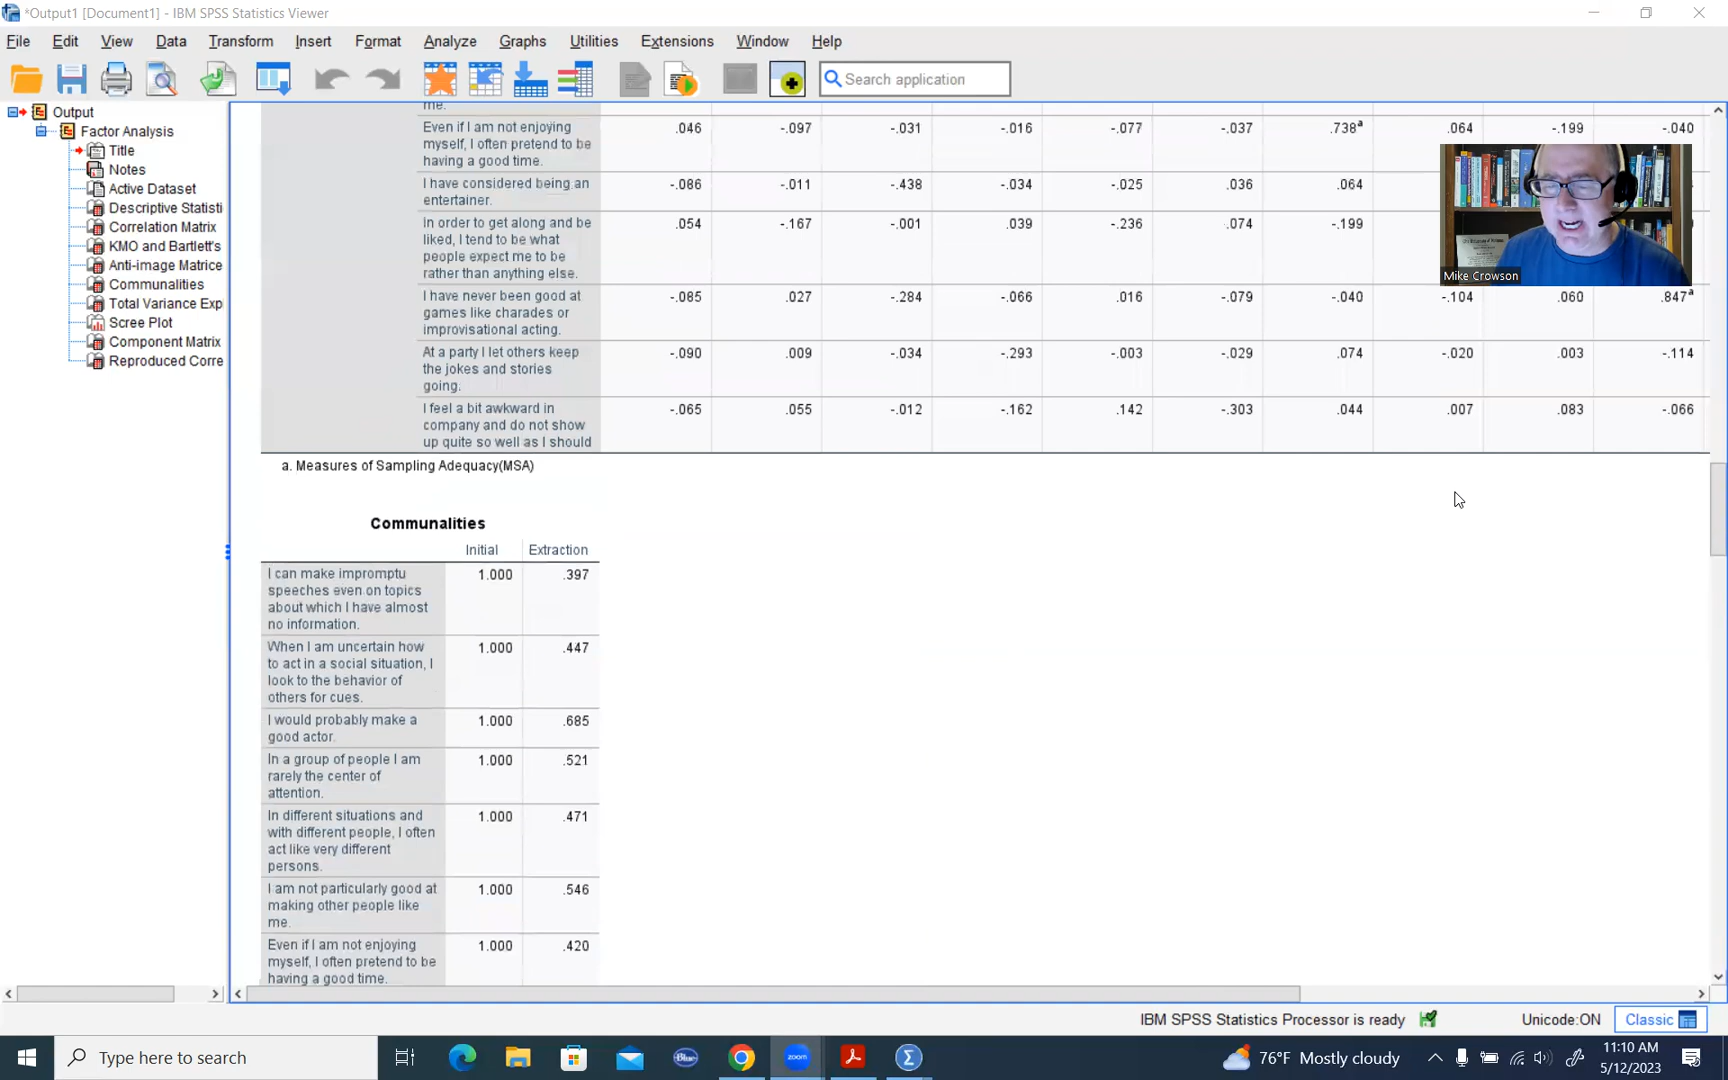 *Output1 [Document1] - IBM SPSS Statistics Viewer
File Edit View Data Transform Insert Format Analyze Graphs Utilities Extensions Window Help
Search application
Output
Factor Analysis
Title
Notes
Active Dataset
Descriptive Statisti
Correlation Matrix
KMO and Bartlett's
Anti-image Matrice
Communalities
Total Variance Exp
Scree Plot
Component Matrix
Reproduced Corre
me.
Even if I am not enjoying .046 -.097 -.031 -.016 -.077 -.037 .738a .064 -.199 -.040
myself, I often pretend to be
having a good time.
I have considered being an -.086 -.011 -.438 -.034 -.025 .036 .064
entertainer.
In order to get along and be .054 -.167 -.001 .039 -.236 .074 -.199
liked, I tend to be what
people expect me to be
rather than anything else.
I have never been good at -.085 .027 -.284 -.066 .016 -.079 -.040 -.104 .060 .847a
games like charades or
improvisational acting.
At a party I let others keep -.090 .009 -.034 -.293 -.003 -.029 .074 -.020 .003 -.114
the jokes and stories
going.
I feel a bit awkward in -.065 .055 -.012 -.162 .142 -.303 .044 .007 .083 -.066
company and do not show
up quite so well as I should
a. Measures of Sampling Adequacy(MSA)
Mike Crowson
Communalities
Initial Extraction
I can make impromptu 1.000 .397
speeches even on topics
about which I have almost
no information.
When I am uncertain how 1.000 .447
to act in a social situation, I
look to the behavior of
others for cues.
I would probably make a 1.000 .685
good actor.
In a group of people I am 1.000 .521
rarely the center of
attention.
In different situations and 1.000 .471
with different people, I often
act like very different
persons.
I am not particularly good at 1.000 .546
making other people like
me.
Even if I am not enjoying 1.000 .420
myself, I often pretend to be
having a good time.
IBM SPSS Statistics Processor is ready Unicode:ON Classic
Type here to search
Blue
zoom
76°F Mostly cloudy
11:10 AM
5/12/2023